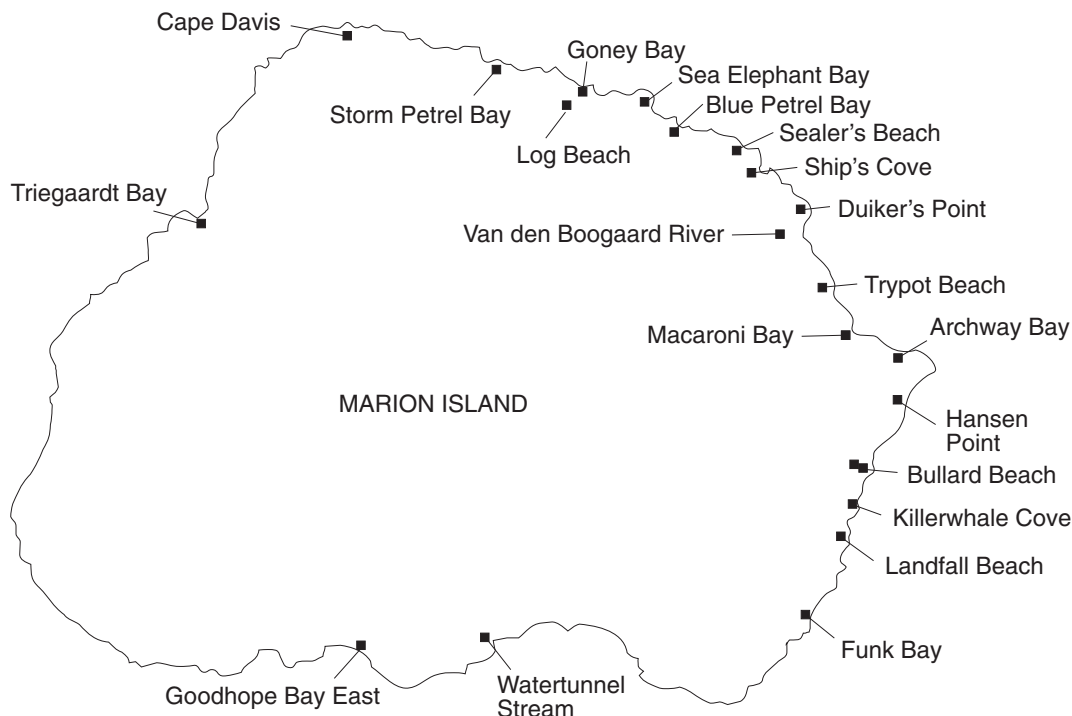 Cape Davis
Goney Bay
Sea Elephant Bay
Storm Petrel Bay
Blue Petrel Bay
Log Beach
Sealer's Beach
Ship's Cove
Triegaardt Bay
Duiker's Point
Van den Boogaard River
Trypot Beach
Macaroni Bay
Archway Bay
MARION ISLAND
Hansen
Point
Bullard Beach
Killerwhale Cove
Landfall Beach
Funk Bay
Goodhope Bay East
Watertunnel
Stream